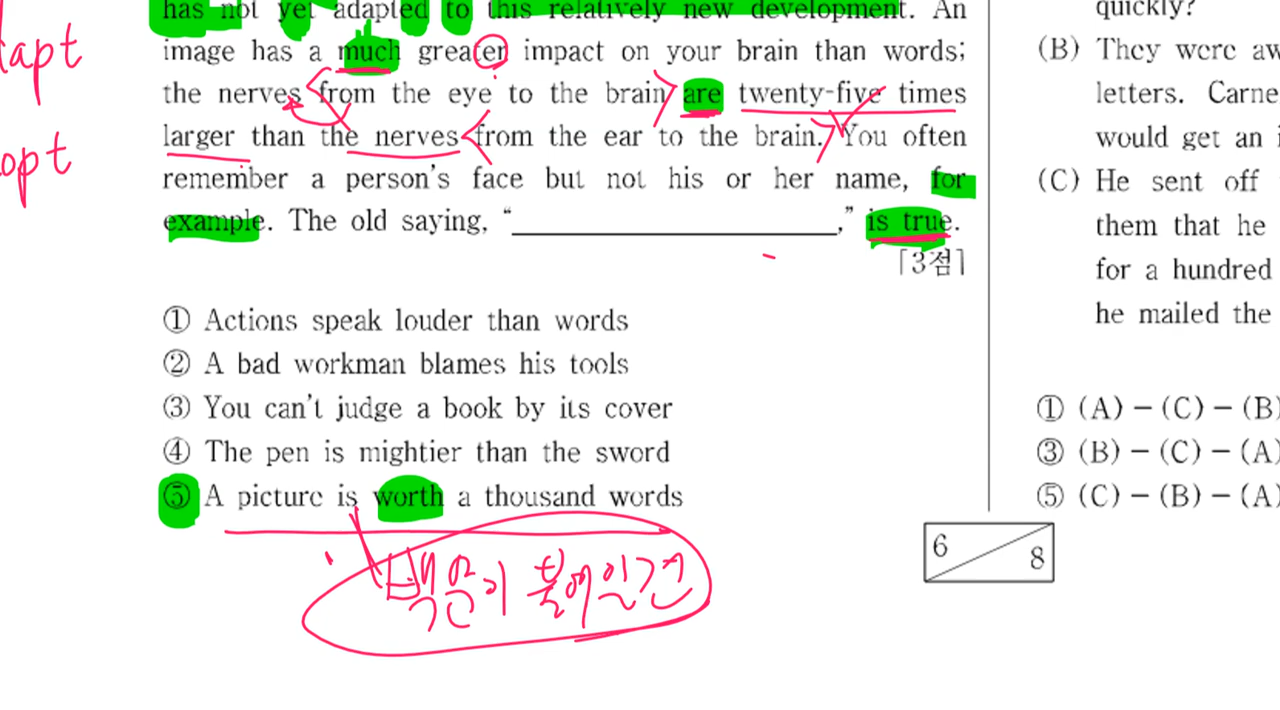 has not yet adapted to this relatively new development. An
image has a much greater impact on your brain than words;
the nerves from the eye to the brain are twenty-five times
larger than the nerves from the ear to the brain. You often
remember a person's face but not his or her name, for
example. The old saying, “____________________,” is true.
[3점]
① Actions speak louder than words
② A bad workman blames his tools
③ You can't judge a book by its cover
④ The pen is mightier than the sword
⑤ A picture is worth a thousand words
백문이 불여일견
apt
opt
quickly?
(B) They were aw
letters. Carne
would get an i
(C) He sent off
them that he
for a hundred
he mailed the
① (A) – (C) – (B)
③ (B) – (C) – (A)
⑤ (C) – (B) – (A)
6 8